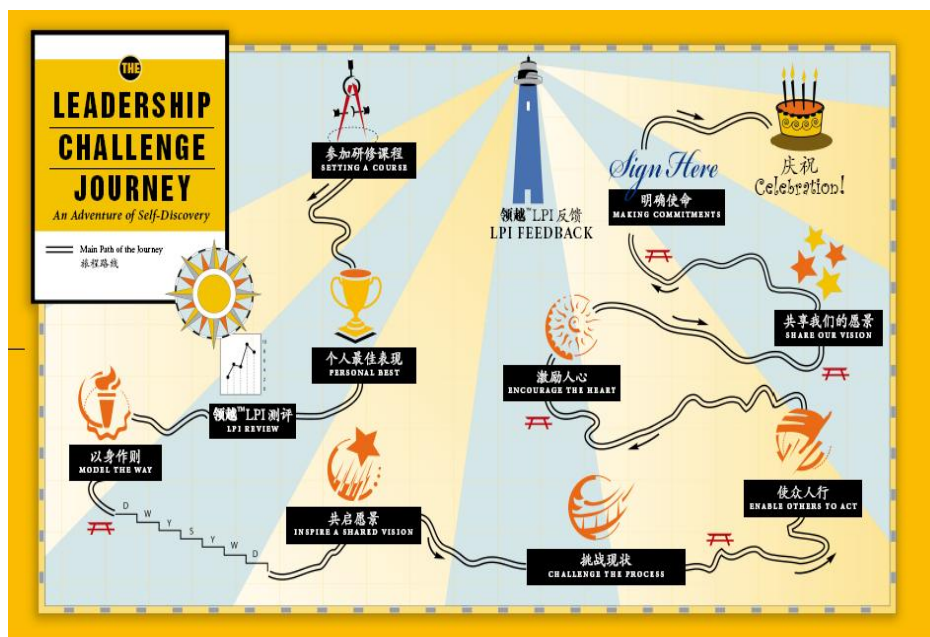 THE
LEADERSHIP
CHALLENGE
JOURNEY
An Adventure of Self-Discovery
Main Path of the Journey
旅程路线
参加研修课程
SETTING A COURSE
个人最佳表现
PERSONAL BEST
领越™LPI 测评
LPI REVIEW
以身作则
MODEL THE WAY
D W Y S Y W D
共启愿景
INSPIRE A SHARED VISION
挑战现状
CHALLENGE THE PROCESS
使众人行
ENABLE OTHERS TO ACT
激励人心
ENCOURAGE THE HEART
共享我们的愿景
SHARE OUR VISION
Sign Here
明确使命
MAKING COMMITMENTS
庆祝
Celebration!
领越™LPI 反馈
LPI FEEDBACK